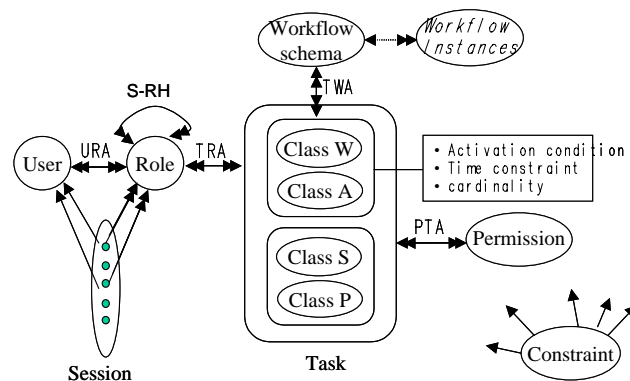 Workflow
schema
Workflow
Instances
TWA
S-RH
User
URA
Role
TRA
Class W
Class A
• Activation condition
• Time constraint
• cardinality
Class S
Class P
PTA
Permission
Task
Session
Constraint